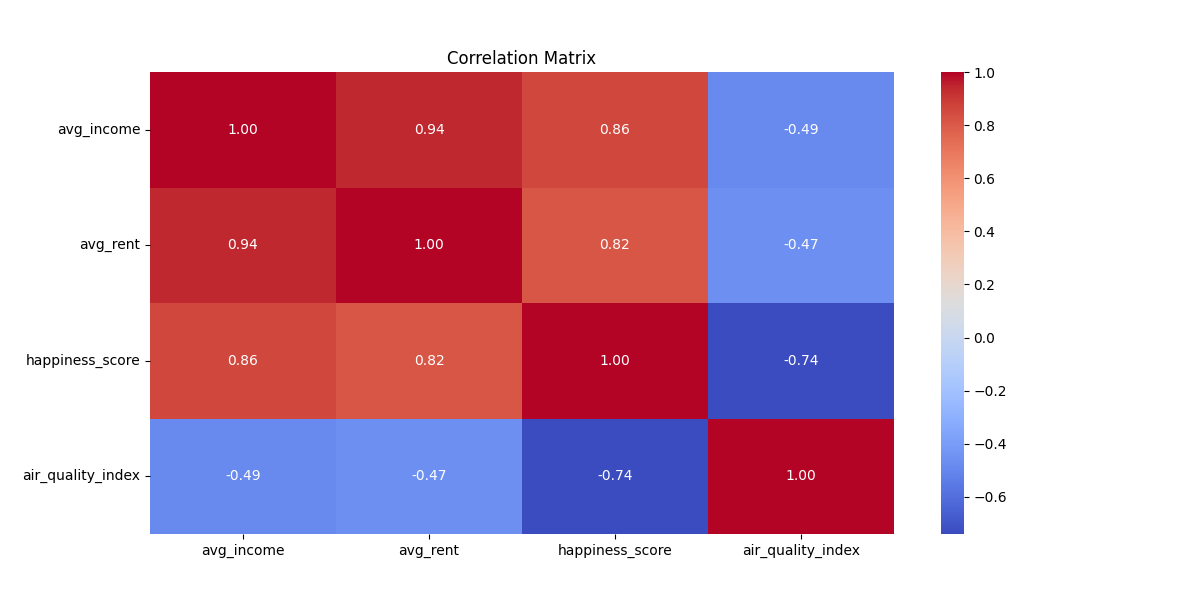 Correlation Matrix
avg_income 1.00 0.94 0.86 -0.49
avg_rent 0.94 1.00 0.82 -0.47
happiness_score 0.86 0.82 1.00 -0.74
air_quality_index -0.49 -0.47 -0.74 1.00
avg_income avg_rent happiness_score air_quality_index
1.0
0.8
0.6
0.4
0.2
0.0
−0.2
−0.4
−0.6